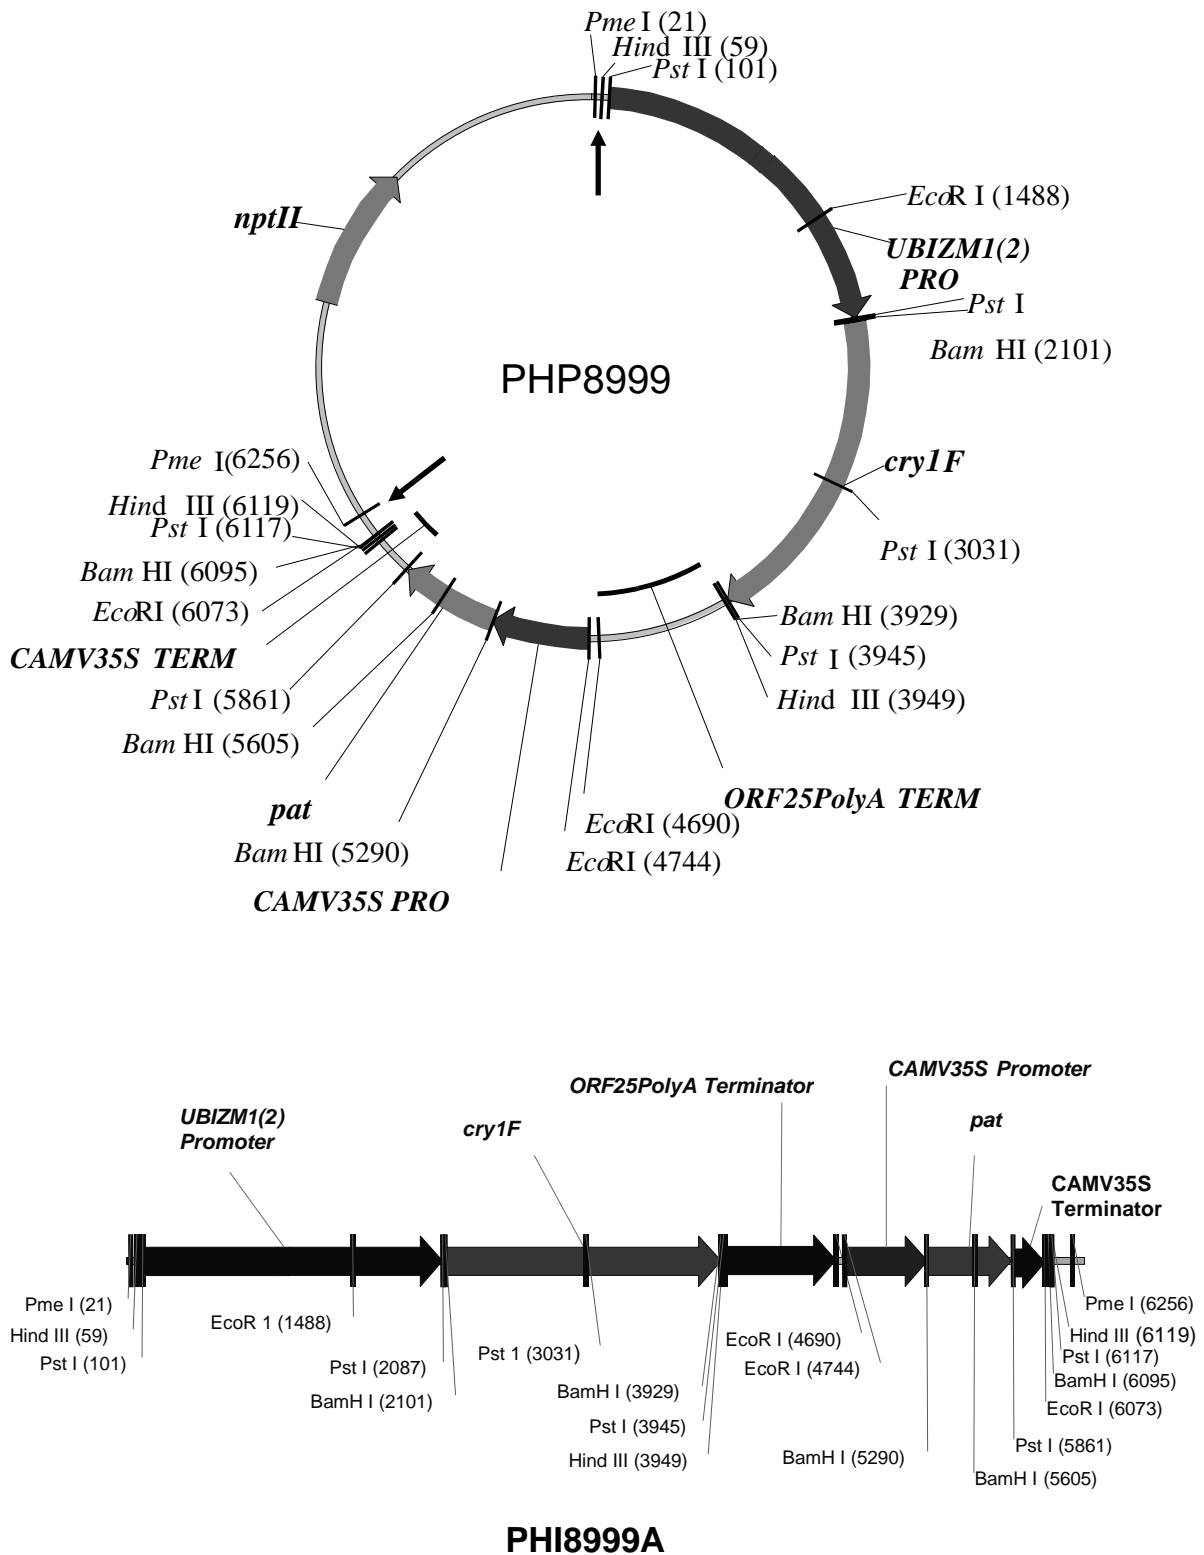 Pme I (21)
Hind III (59)
Pst I (101)
EcoR I (1488)
nptII
UBIZM1(2)
PRO
Pst I
Bam HI (2101)
PHP8999
Pme I(6256)
cry1F
Hind III (6119)
Pst I (6117)
Pst I (3031)
Bam HI (6095)
EcoRI (6073)
Bam HI (3929)
CAMV35S TERM
Pst I (3945)
Pst I (5861)
Hind III (3949)
Bam HI (5605)
ORF25PolyA TERM
pat
EcoRI (4690)
Bam HI (5290)
EcoRI (4744)
CAMV35S PRO
CAMV35S Promoter
ORF25PolyA Terminator
UBIZM1(2)
Promoter
cry1F
pat
CAMV35S
Terminator
Pme I (21)
Pme I (6256)
EcoR 1 (1488)
Hind III (59)
EcoR I (4690)
Hind III (6119)
Pst I (101)
Pst I (2087)
Pst 1 (3031)
EcoR I (4744)
Pst I (6117)
BamH I (6095)
BamH I (2101)
BamH I (3929)
EcoR I (6073)
Pst I (3945)
Pst I (5861)
Hind III (3949)
BamH I (5290)
BamH I (5605)
PHI8999A